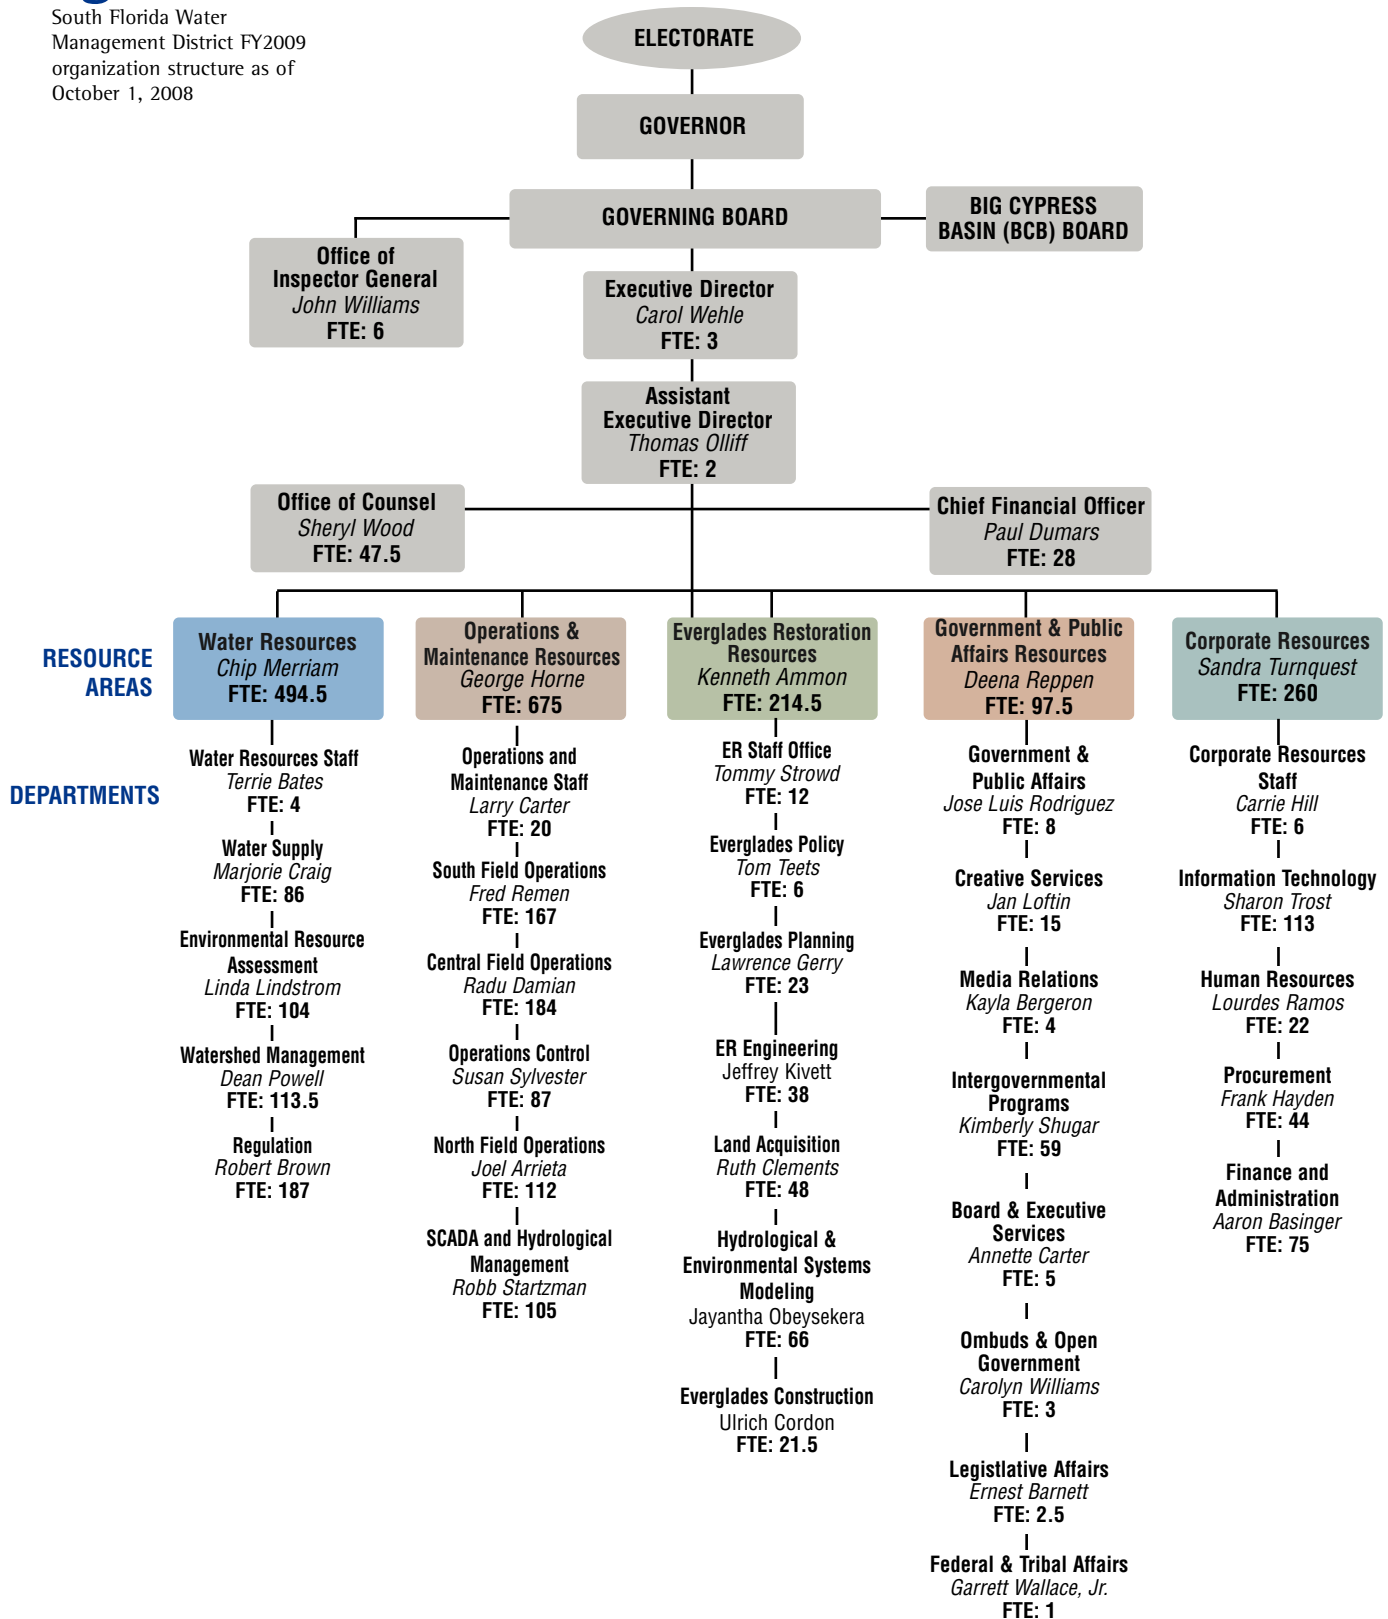 South Florida Water
Management District FY2009
organization structure as of
October 1, 2008
ELECTORATE
GOVERNOR
GOVERNING BOARD
BIG CYPRESS
BASIN (BCB) BOARD
Office of
Inspector General
John Williams
FTE: 6
Executive Director
Carol Wehle
FTE: 3
Assistant
Executive Director
Thomas Olliff
FTE: 2
Office of Counsel
Sheryl Wood
FTE: 47.5
Chief Financial Officer
Paul Dumars
FTE: 28
RESOURCE
AREAS
Water Resources
Chip Merriam
FTE: 494.5
Operations &
Maintenance Resources
George Horne
FTE: 675
Everglades Restoration
Resources
Kenneth Ammon
FTE: 214.5
Government & Public
Affairs Resources
Deena Reppen
FTE: 97.5
Corporate Resources
Sandra Turnquest
FTE: 260
DEPARTMENTS
Water Resources Staff
Terrie Bates
FTE: 4
Water Supply
Marjorie Craig
FTE: 86
Environmental Resource
Assessment
Linda Lindstrom
FTE: 104
Watershed Management
Dean Powell
FTE: 113.5
Regulation
Robert Brown
FTE: 187
Operations and
Maintenance Staff
Larry Carter
FTE: 20
South Field Operations
Fred Remen
FTE: 167
Central Field Operations
Radu Damian
FTE: 184
Operations Control
Susan Sylvester
FTE: 87
North Field Operations
Joel Arrieta
FTE: 112
SCADA and Hydrological
Management
Robb Startzman
FTE: 105
ER Staff Office
Tommy Strowd
FTE: 12
Everglades Policy
Tom Teets
FTE: 6
Everglades Planning
Lawrence Gerry
FTE: 23
ER Engineering
Jeffrey Kivett
FTE: 38
Land Acquisition
Ruth Clements
FTE: 48
Hydrological &
Environmental Systems
Modeling
Jayantha Obeysekera
FTE: 66
Everglades Construction
Ulrich Cordon
FTE: 21.5
Government &
Public Affairs
Jose Luis Rodriguez
FTE: 8
Creative Services
Jan Loftin
FTE: 15
Media Relations
Kayla Bergeron
FTE: 4
Intergovernmental
Programs
Kimberly Shugar
FTE: 59
Board & Executive
Services
Annette Carter
FTE: 5
Ombuds & Open
Government
Carolyn Williams
FTE: 3
Legistlative Affairs
Ernest Barnett
FTE: 2.5
Federal & Tribal Affairs
Garrett Wallace, Jr.
FTE: 1
Corporate Resources
Staff
Carrie Hill
FTE: 6
Information Technology
Sharon Trost
FTE: 113
Human Resources
Lourdes Ramos
FTE: 22
Procurement
Frank Hayden
FTE: 44
Finance and
Administration
Aaron Basinger
FTE: 75